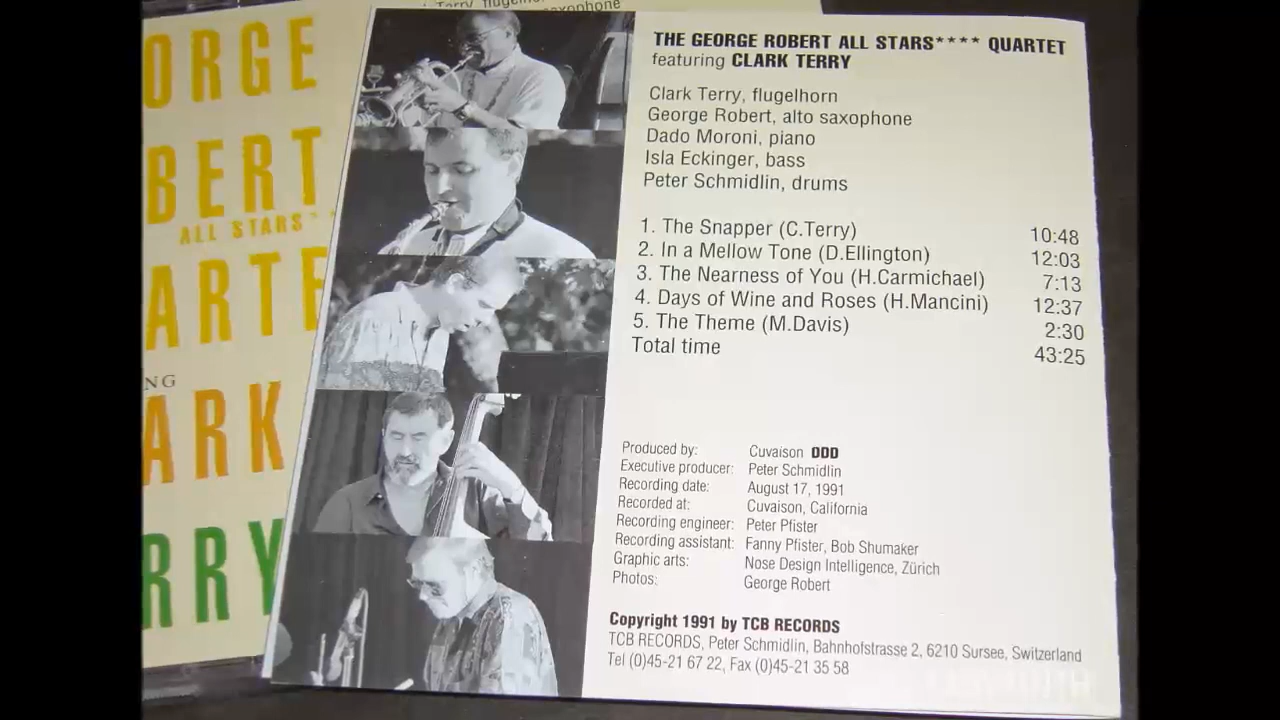 ORGE
BERT
ALL STARS**
ARTE
NG
ARK
RRY
Terry, flugelho
saxophone
THE GEORGE ROBERT ALL STARS**** QUARTET
featuring CLARK TERRY
Clark Terry, flugelhorn
George Robert, alto saxophone
Dado Moroni, piano
Isla Eckinger, bass
Peter Schmidlin, drums
1. The Snapper (C.Terry) 10:48
2. In a Mellow Tone (D.Ellington) 12:03
3. The Nearness of You (H.Carmichael) 7:13
4. Days of Wine and Roses (H.Mancini) 12:37
5. The Theme (M.Davis) 2:30
Total time 43:25
Produced by: Cuvaison DDD
Executive producer: Peter Schmidlin
Recording date: August 17, 1991
Recorded at: Cuvaison, California
Recording engineer: Peter Pfister
Recording assistant: Fanny Pfister, Bob Shumaker
Graphic arts: Nose Design Intelligence, Zürich
Photos: George Robert
Copyright 1991 by TCB RECORDS
TCB RECORDS, Peter Schmidlin, Bahnhofstrasse 2, 6210 Sursee, Switzerland
Tel (0)45-21 67 22, Fax (0)45-21 35 58